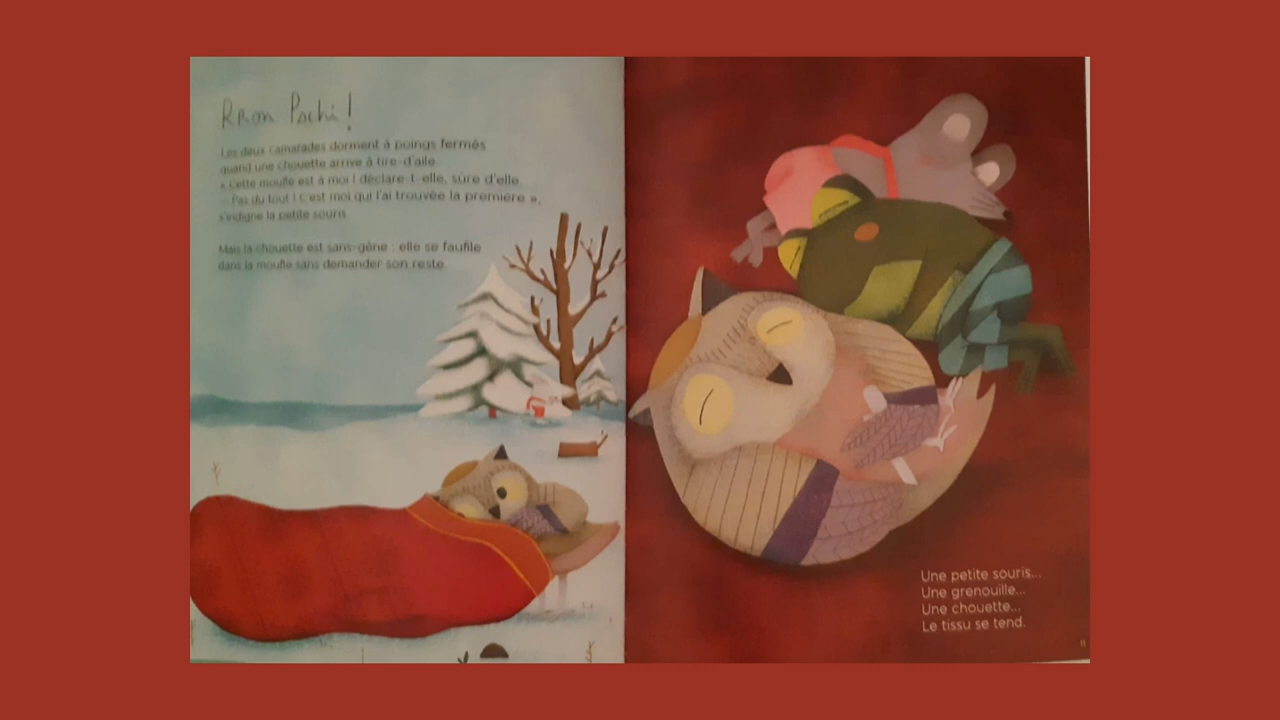 Rron Pschi !
Les deux camarades dorment à poings fermés
quand une chouette arrive à tire-d'aile.
« Cette moufle est à moi ! déclare-t-elle, sûre d'elle.
– Pas du tout ! C'est moi qui l'ai trouvée la première »,
s'indigne la petite souris.
Mais la chouette est sans-gêne : elle se faufile
dans la moufle sans demander son reste.
Une petite souris...
Une grenouille...
Une chouette...
Le tissu se tend.
11